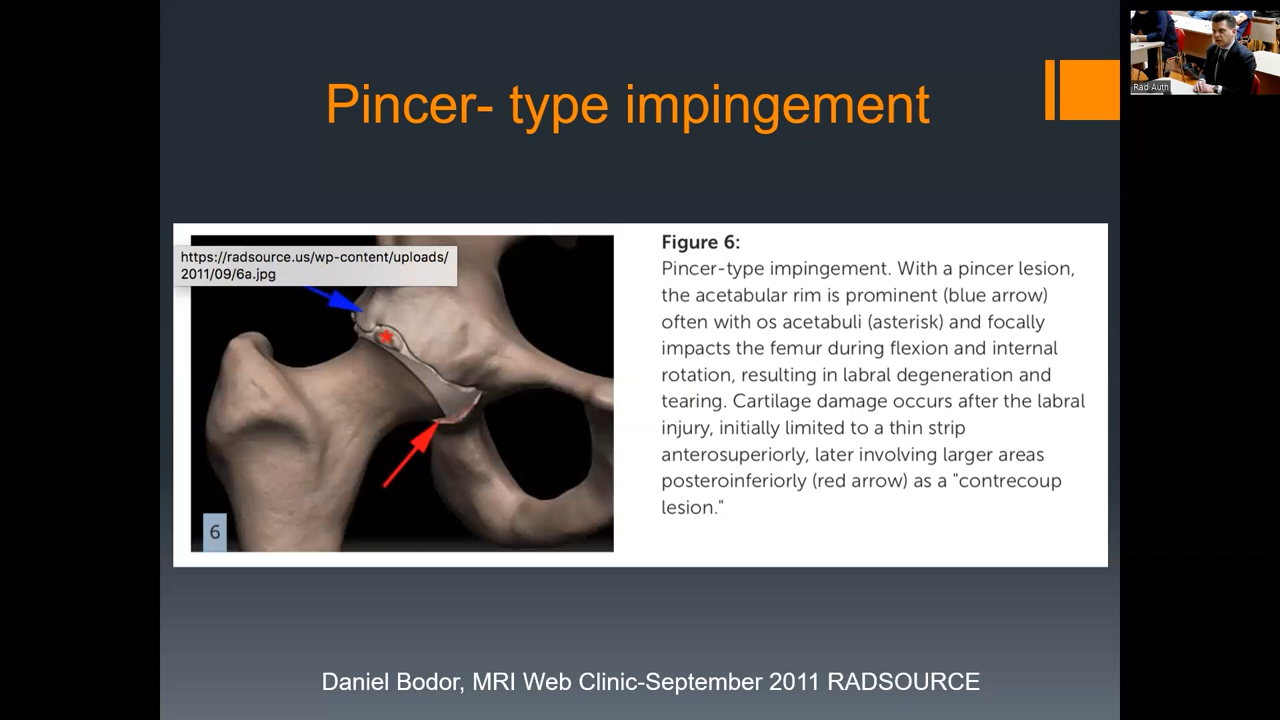 Pincer- type impingement
Rad Auth
https://radsource.us/wp-content/uploads/
2011/09/6a.jpg
6
Figure 6:
Pincer-type impingement. With a pincer lesion,
the acetabular rim is prominent (blue arrow)
often with os acetabuli (asterisk) and focally
impacts the femur during flexion and internal
rotation, resulting in labral degeneration and
tearing. Cartilage damage occurs after the labral
injury, initially limited to a thin strip
anterosuperiorly, later involving larger areas
posteroinferiorly (red arrow) as a "contrecoup
lesion."
Daniel Bodor, MRI Web Clinic-September 2011 RADSOURCE